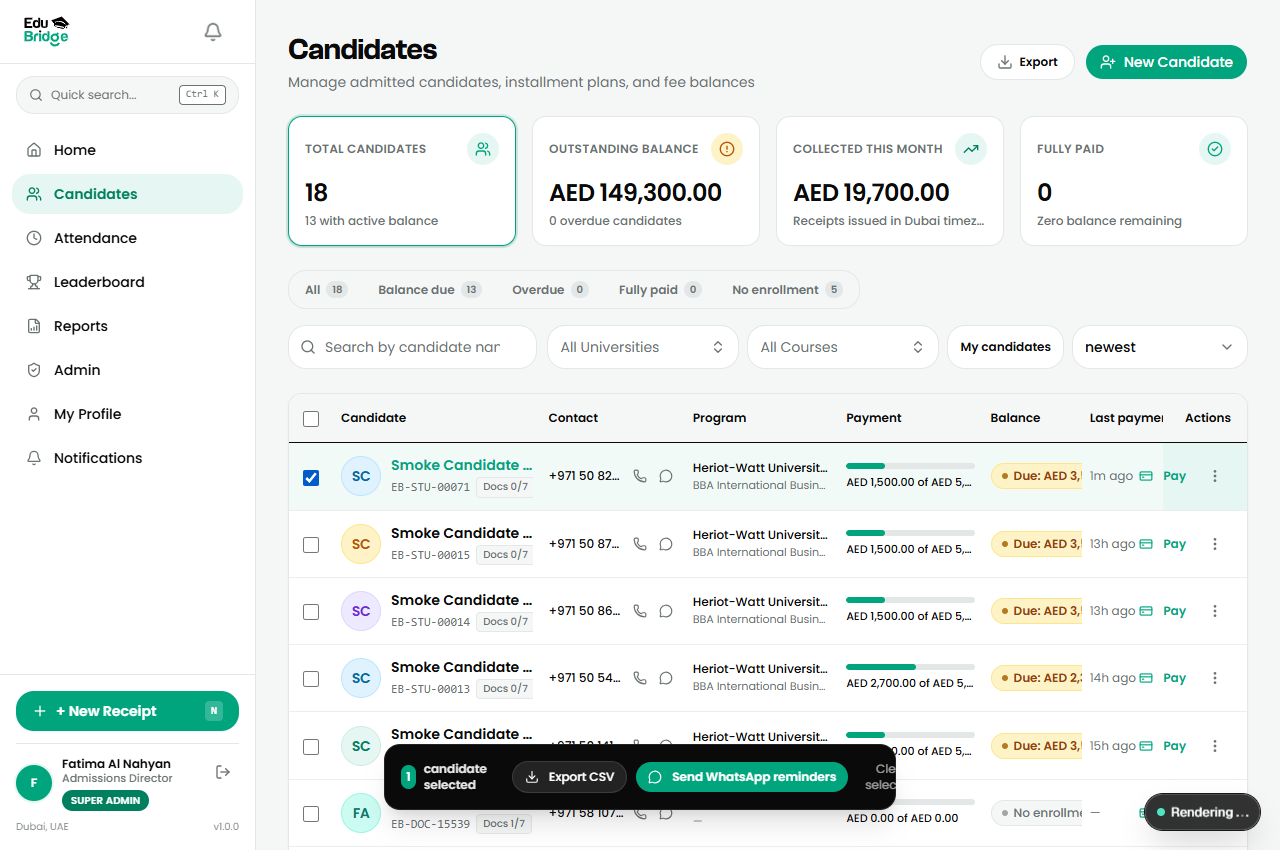 Edu
Bridge
Quick search...
Ctrl K
Home
Candidates
Attendance
Leaderboard
Reports
Admin
My Profile
Notifications
+ New Receipt
N
F
Fatima Al Nahyan
Admissions Director
SUPER ADMIN
Dubai, UAE
v1.0.0
Candidates
Manage admitted candidates, installment plans, and fee balances
Export
New Candidate
TOTAL CANDIDATES
18
13 with active balance
OUTSTANDING BALANCE
AED 149,300.00
0 overdue candidates
COLLECTED THIS MONTH
AED 19,700.00
Receipts issued in Dubai timez...
FULLY PAID
0
Zero balance remaining
All 18
Balance due 13
Overdue 0
Fully paid 0
No enrollment 5
Search by candidate nar
All Universities
All Courses
My candidates
newest
Candidate Contact Program Payment Balance Last paymen Actions
SC
Smoke Candidate ...
EB-STU-00071 Docs 0/7
+971 50 82...
Heriot-Watt Universit...
BBA International Busin...
AED 1,500.00 of AED 5,...
Due: AED 3,
1m ago
Pay
SC
Smoke Candidate ...
EB-STU-00015 Docs 0/7
+971 50 87...
Heriot-Watt Universit...
BBA International Busin...
AED 1,500.00 of AED 5,...
Due: AED 3,
13h ago
Pay
SC
Smoke Candidate ...
EB-STU-00014 Docs 0/7
+971 50 86...
Heriot-Watt Universit...
BBA International Busin...
AED 1,500.00 of AED 5,...
Due: AED 3,
13h ago
Pay
SC
Smoke Candidate ...
EB-STU-00013 Docs 0/7
+971 50 54...
Heriot-Watt Universit...
BBA International Busin...
AED 2,700.00 of AED 5,...
Due: AED 2,
14h ago
Pay
SC
Smoke Candidate ...
Heriot-Watt Universit...
00.00 of AED 5,...
Due: AED 3,
15h ago
Pay
FA
EB-DOC-15539 Docs 1/7
+971 58 107...
—
AED 0.00 of AED 0.00
No enrollme
—
1 candidate
selected
Export CSV
Send WhatsApp reminders
Cle
selec
Rendering ...